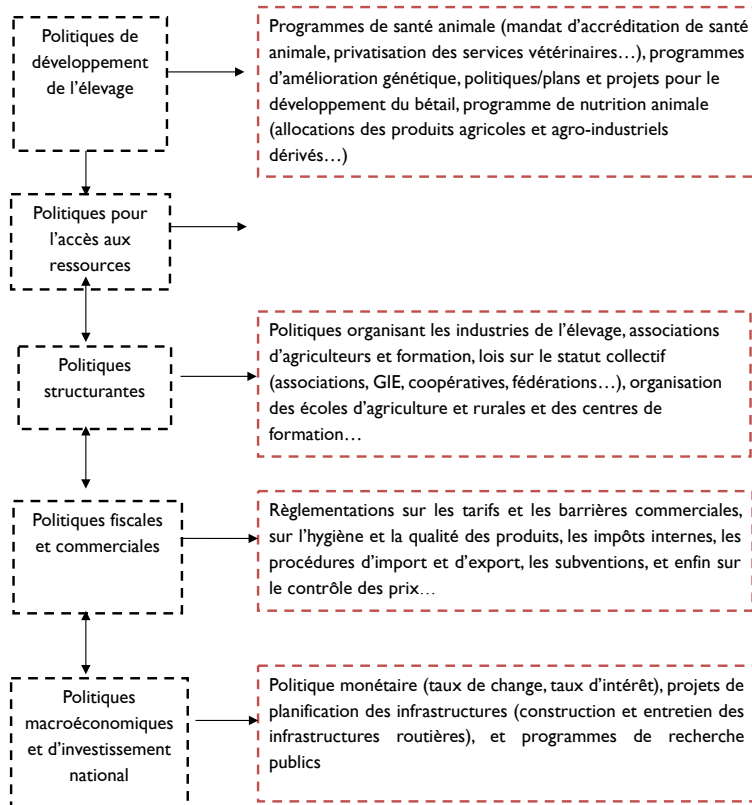 Politiques de
développement
de l'élevage
Programmes de santé animale (mandat d'accréditation de santé
animale, privatisation des services vétérinaires…), programmes
d'amélioration génétique, politiques/plans et projets pour le
développement du bétail, programme de nutrition animale
(allocations des produits agricoles et agro-industriels
dérivés…)
Politiques pour
l'accès aux
ressources
Politiques
structurantes
Politiques organisant les industries de l'élevage, associations
d'agriculteurs et formation, lois sur le statut collectif
(associations, GIE, coopératives, fédérations…), organisation
des écoles d'agriculture et rurales et des centres de
formation…
Politiques fiscales
et commerciales
Règlementations sur les tarifs et les barrières commerciales,
sur l'hygiène et la qualité des produits, les impôts internes, les
procédures d'import et d'export, les subventions, et enfin sur
le contrôle des prix…
Politiques
macroéconomiques
et d'investissement
national
Politique monétaire (taux de change, taux d'intérêt), projets de
planification des infrastructures (construction et entretien des
infrastructures routières), et programmes de recherche
publics